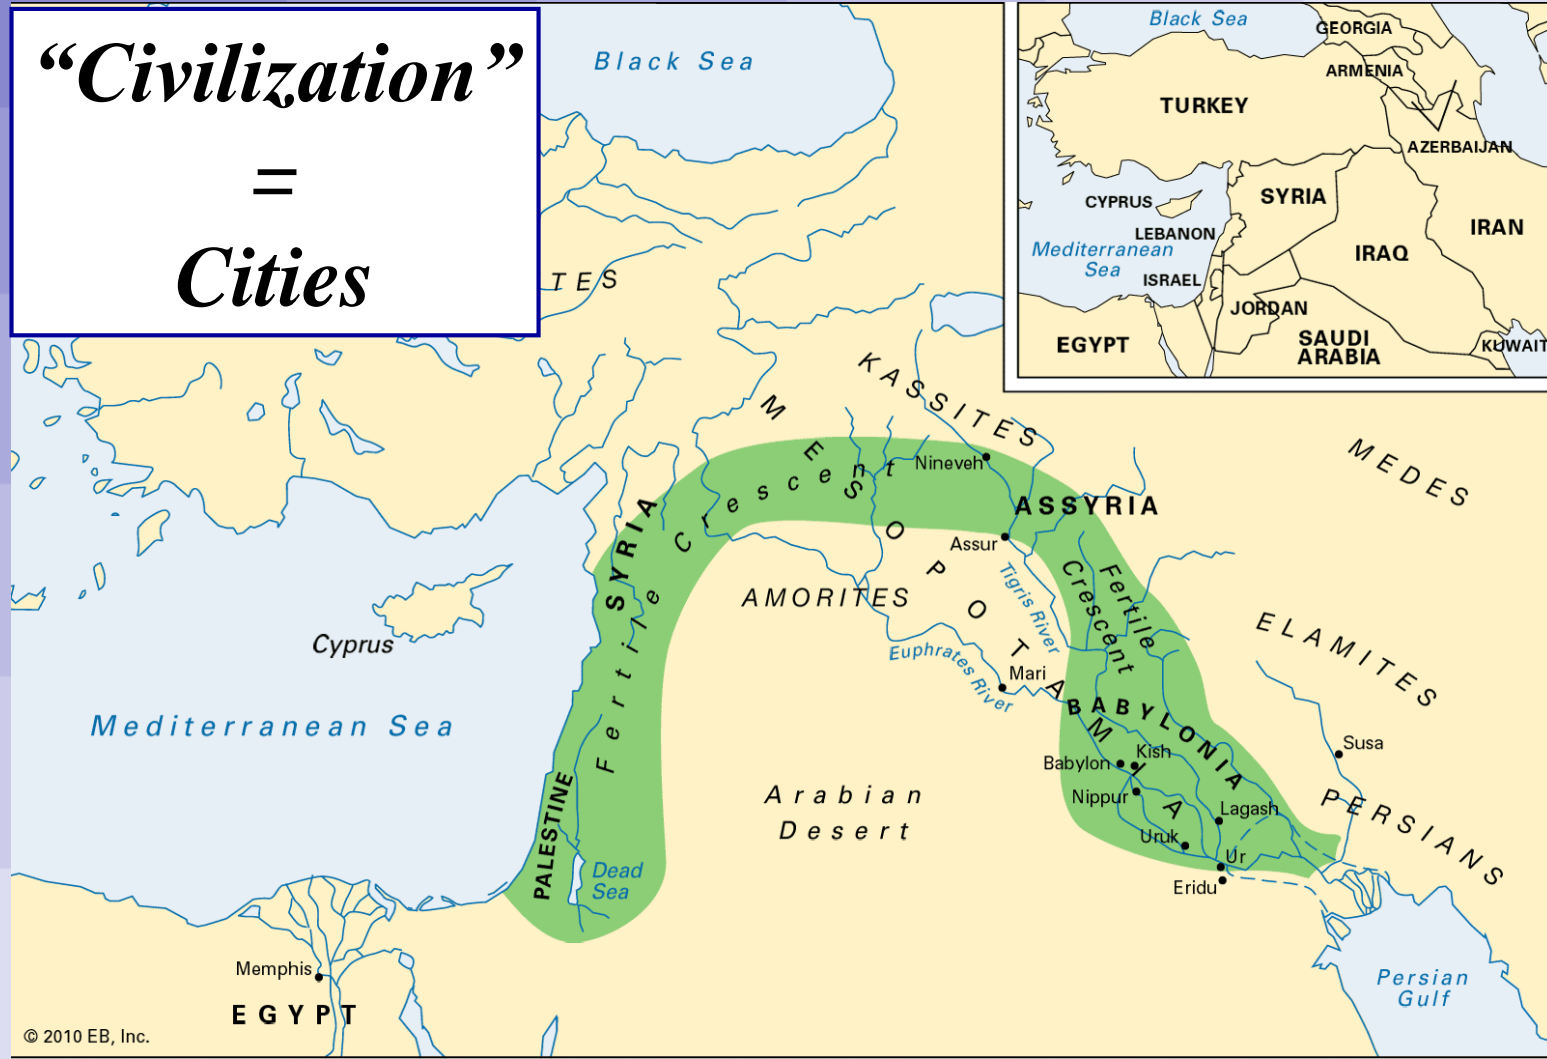 “Civilization”
=
Cities
Black Sea
TES
KASSITES
MEDES
MESOPOTAMIA
Nineveh
ASSYRIA
Assur
Tigris River
Fertile
Crescent
SYRIA
Fertile Crescent
AMORITES
Euphrates River
Mari
ELAMITES
Cyprus
Mediterranean Sea
BABYLONIA
Babylon
Kish
Nippur
Lagash
Uruk
Ur
Eridu
Susa
PERSIANS
Arabian
Desert
PALESTINE
Dead
Sea
Memphis
EGYPT
Persian
Gulf
© 2010 EB, Inc.
Black Sea
GEORGIA
ARMENIA
TURKEY
AZERBAIJAN
CYPRUS
SYRIA
LEBANON
Mediterranean
Sea
IRAN
IRAQ
ISRAEL
JORDAN
EGYPT
SAUDI
ARABIA
KUWAIT